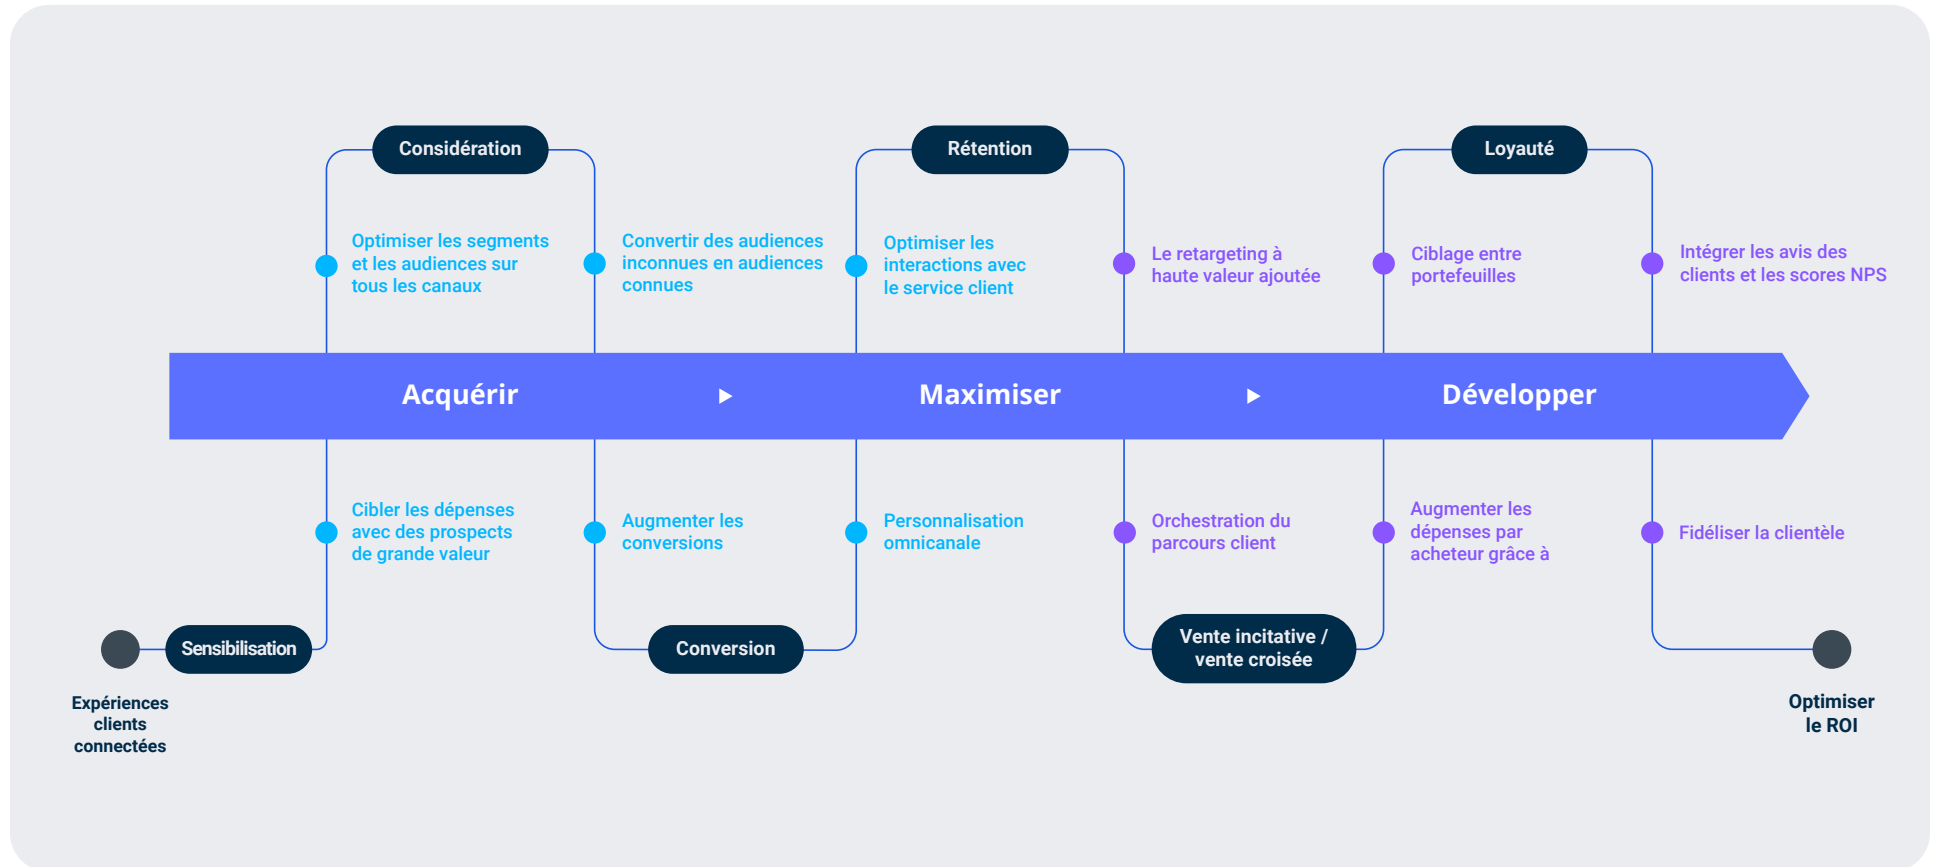 Considération
Rétention
Loyauté
Optimiser les segments
et les audiences sur
tous les canaux
Convertir des audiences
inconnues en audiences
connues
Optimiser les
interactions avec
le service client
Le retargeting à
haute valeur ajoutée
Ciblage entre
portefeuilles
Intégrer les avis des
clients et les scores NPS
Acquérir
Maximiser
Développer
Cibler les dépenses
avec des prospects
de grande valeur
Augmenter les
conversions
Personnalisation
omnicanale
Orchestration du
parcours client
Augmenter les
dépenses par
acheteur grâce à
Fidéliser la clientèle
Sensibilisation
Conversion
Vente incitative /
vente croisée
Expériences
clients
connectées
Optimiser
le ROI